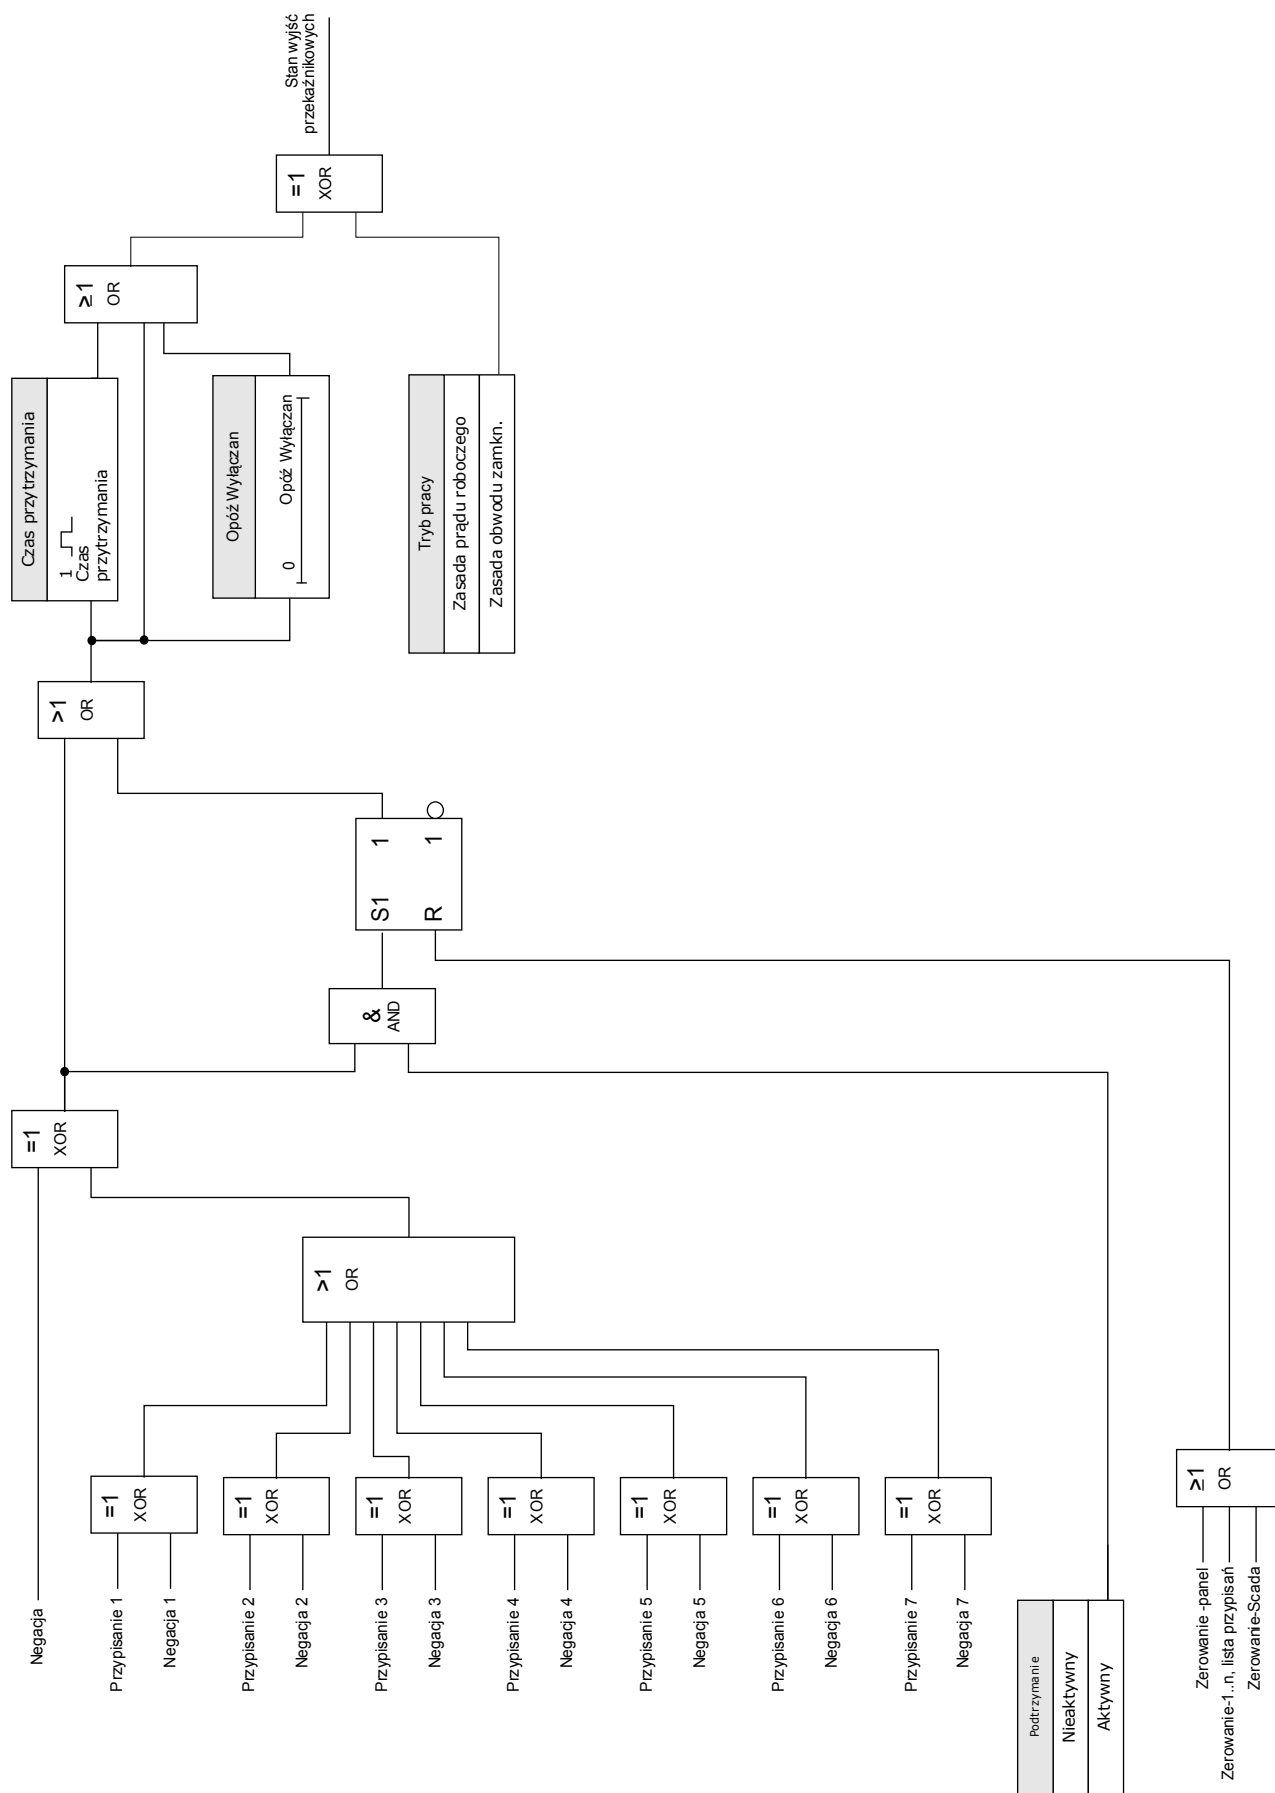 Negacja
Przypisanie 1
Negacja 1
Przypisanie 2
Negacja 2
Przypisanie 3
Negacja 3
Przypisanie 4
Negacja 4
Przypisanie 5
Negacja 5
Przypisanie 6
Negacja 6
Przypisanie 7
Negacja 7
=1
XOR
=1
XOR
=1
XOR
=1
XOR
=1
XOR
=1
XOR
=1
XOR
>1
OR
=1
XOR
Podtrzymanie
Nieaktywny
Aktywny
Zerowanie -panel
Zerowanie-1..n, lista przypisań
Zerowanie-Scada
≥1
OR
&
AND
S1 1
R 1
>1
OR
Czas przytrzymania
1
Czas
przytrzymania
Opóź Wyłączan
0 Opóź Wyłączan
Tryb pracy
Zasada prądu roboczego
Zasada obwodu zamkn.
≥1
OR
=1
XOR
Stan wyjść
przekaźnikowych